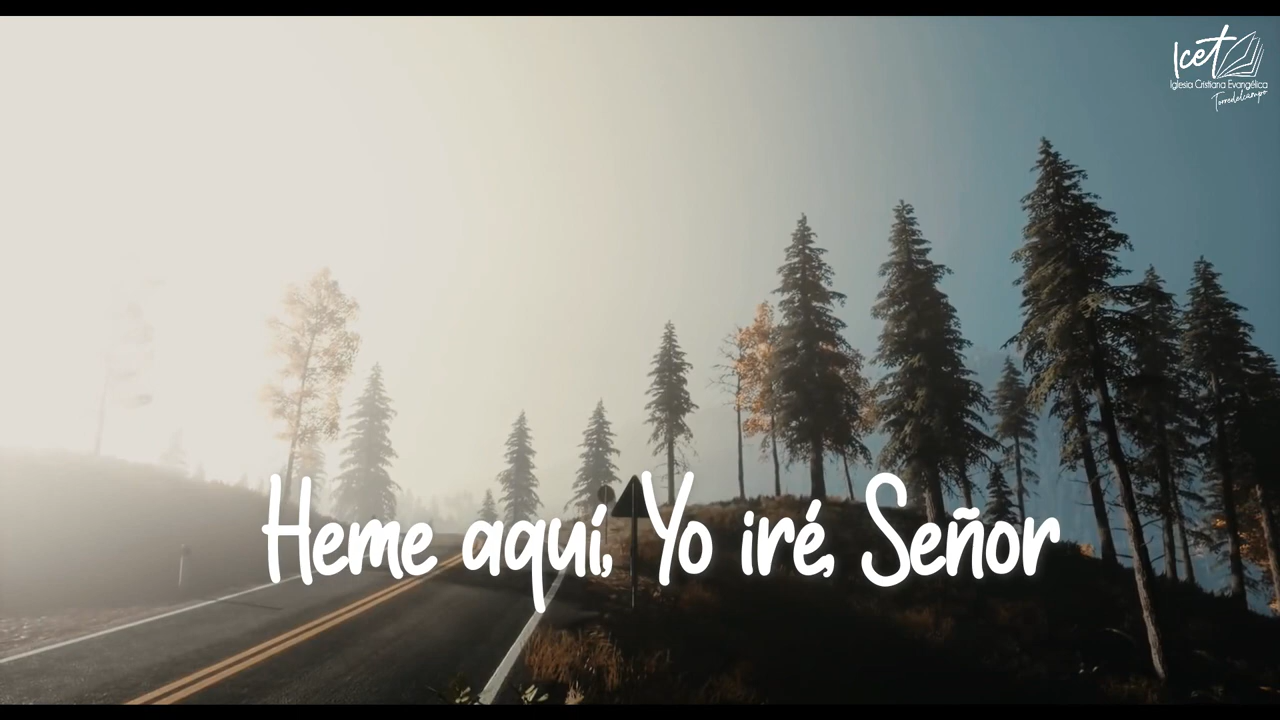 Icet
Iglesia Cristiana Evangélica
Torredelcampo
Heme aquí, Yo iré, Señor